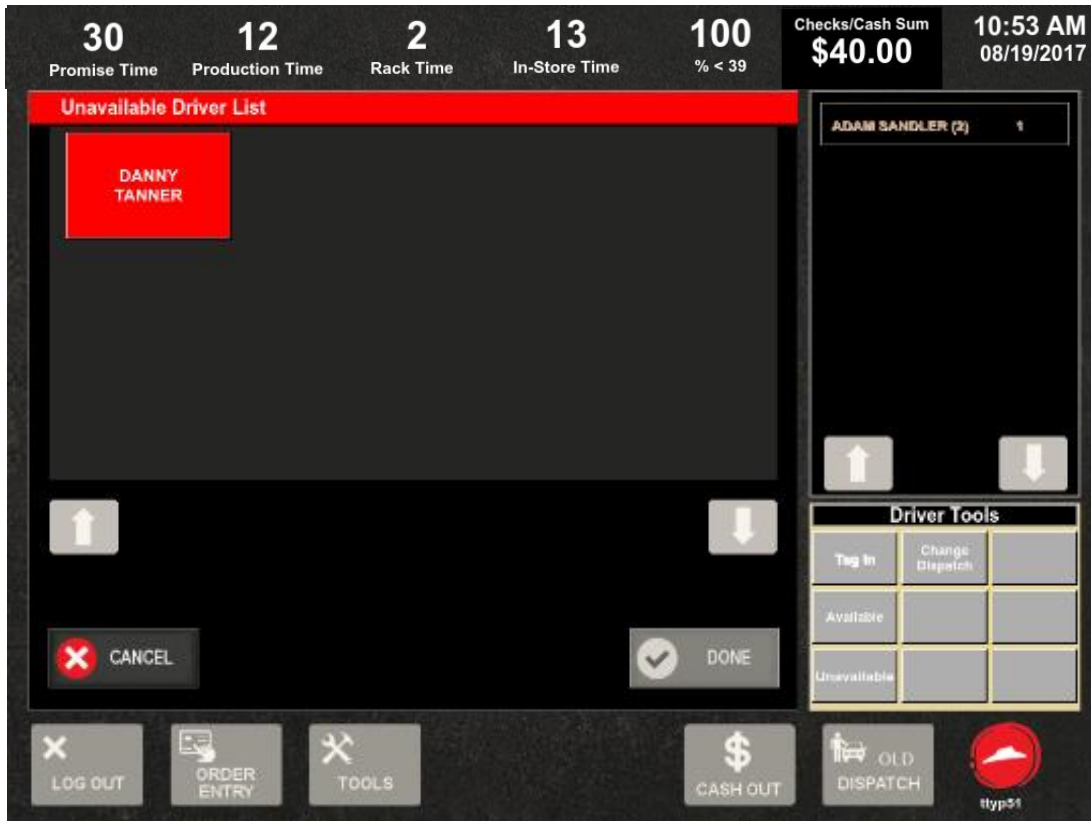 30
Promise Time
12
Production Time
2
Rack Time
13
In-Store Time
100
% < 39
Checks/Cash Sum
$40.00
10:53 AM
08/19/2017
Unavailable Driver List
DANNY
TANNER
CANCEL
DONE
ADAM SANDLER (2) 1
Driver Tools
Tag In
Change
Dispatch
Available
Unavailable
LOG OUT
ORDER
ENTRY
TOOLS
CASH OUT
OLD
DISPATCH
ttyp51